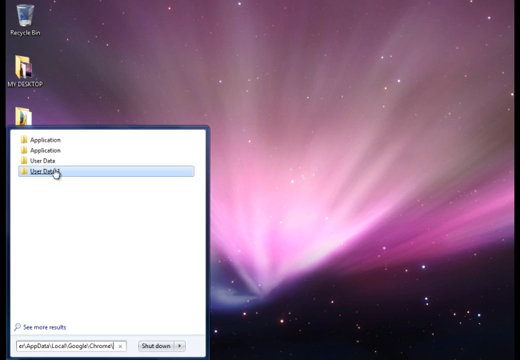 Recycle Bin
MY DESKTOP
Application
Application
User Data
User Data
See more results
er\AppData\Local\Google\Chrome\
Shut down